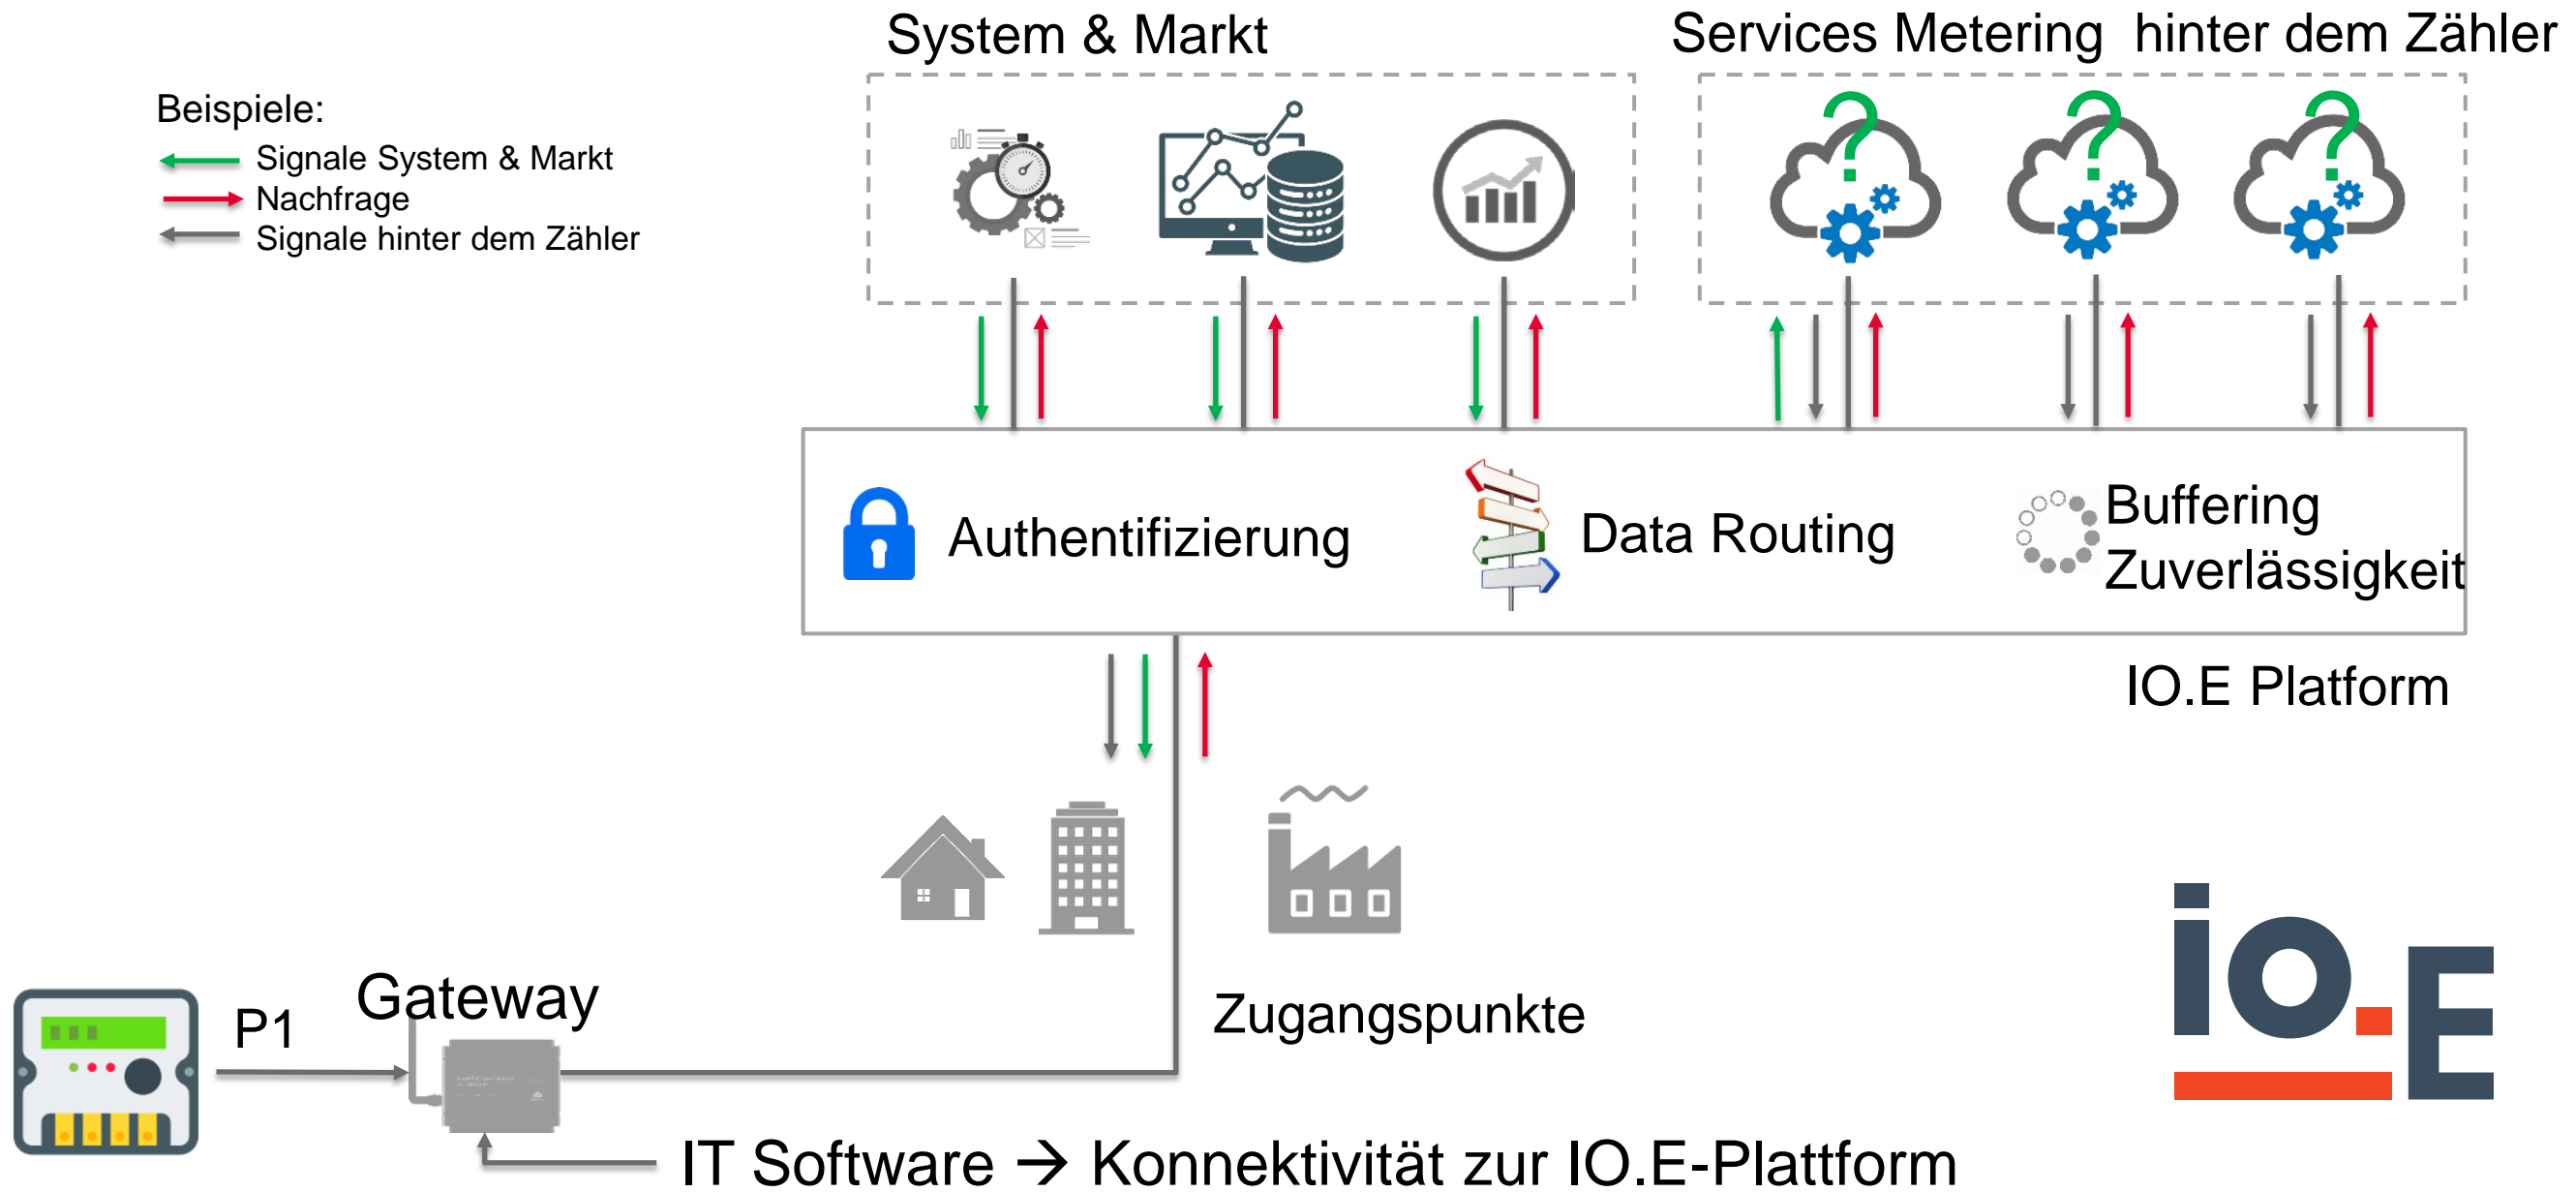 System & Markt
Services Metering  hinter dem Zähler
Beispiele:
Signale System & Markt
Nachfrage
Signale hinter dem Zähler
Authentifizierung
Data Routing
Buffering
Zuverlässigkeit
IO.E Platform
Gateway
P1
Zugangspunkte
io.E
IT Software → Konnektivität zur IO.E-Plattform